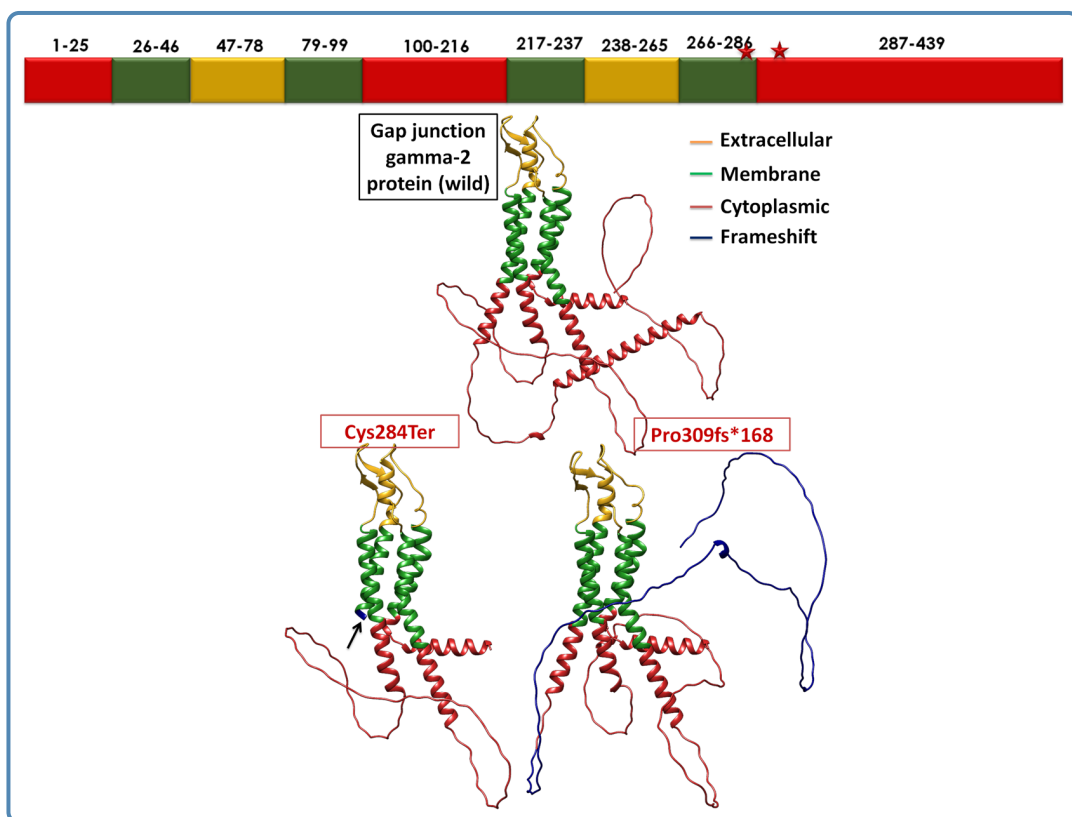 1-25 26-46 47-78 79-99 100-216 217-237 238-265 266-286 287-439
Gap junction
gamma-2
protein (wild)
Extracellular
Membrane
Cytoplasmic
Frameshift
Cys284Ter
Pro309fs*168